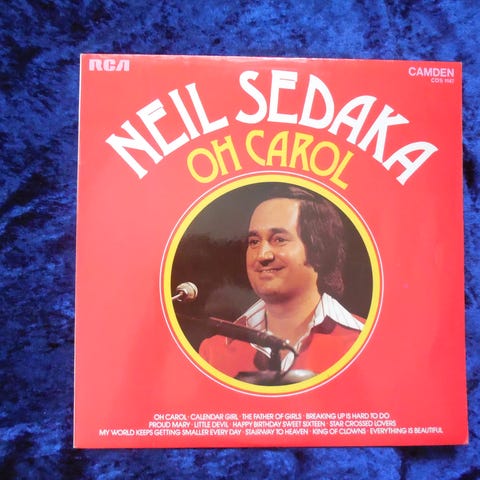 RCA
CAMDEN
CDS 1147
NEIL SEDAKA
OH CAROL
OH CAROL · CALENDAR GIRL · THE FATHER OF GIRLS · BREAKING UP IS HARD TO DO
PROUD MARY · LITTLE DEVIL · HAPPY BIRTHDAY SWEET SIXTEEN · STAR CROSSED LOVERS
MY WORLD KEEPS GETTING SMALLER EVERY DAY · STAIRWAY TO HEAVEN · KING OF CLOWNS · EVERYTHING IS BEAUTIFUL